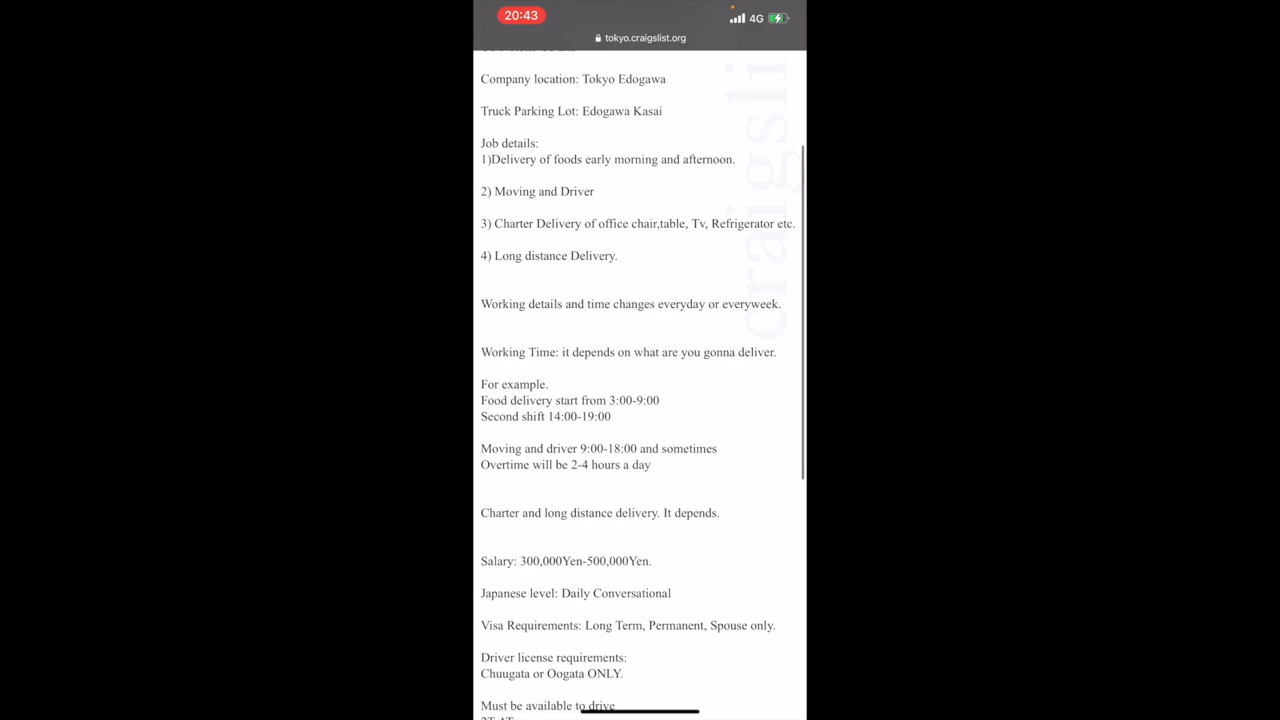 20:43
4G
tokyo.craigslist.org
Company location: Tokyo Edogawa
Truck Parking Lot: Edogawa Kasai
Job details:
1)Delivery of foods early morning and afternoon.
2) Moving and Driver
3) Charter Delivery of office chair,table, Tv, Refrigerator etc.
4) Long distance Delivery.
Working details and time changes everyday or everyweek.
Working Time: it depends on what are you gonna deliver.
For example.
Food delivery start from 3:00-9:00
Second shift 14:00-19:00
Moving and driver 9:00-18:00 and sometimes
Overtime will be 2-4 hours a day
Charter and long distance delivery. It depends.
Salary: 300,000Yen-500,000Yen.
Japanese level: Daily Conversational
Visa Requirements: Long Term, Permanent, Spouse only.
Driver license requirements:
Chuugata or Oogata ONLY.
Must be available to drive
craigsli